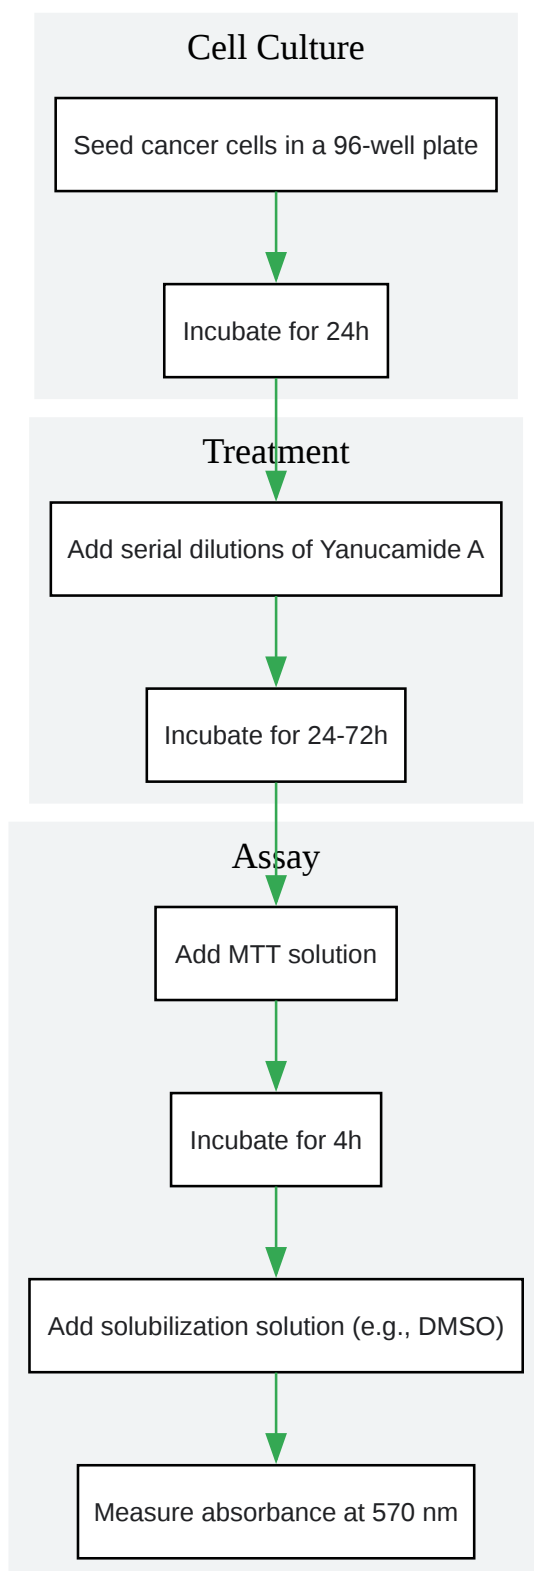 Cell Culture
Seed cancer cells in a 96-well plate
Incubate for 24h
Treatment
Add serial dilutions of Yanucamide A
Incubate for 24-72h
Assay
Add MTT solution
Incubate for 4h
Add solubilization solution (e.g., DMSO)
Measure absorbance at 570 nm